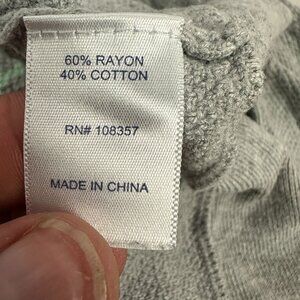 60% RAYON
40% COTTON
RN# 108357
MADE IN CHINA